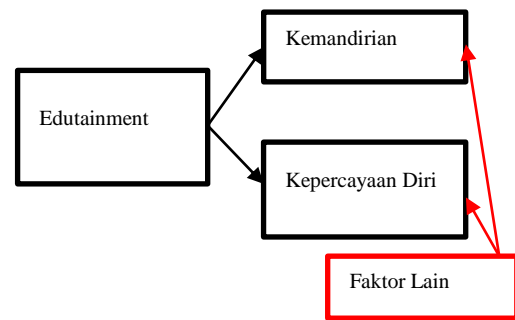 Kemandirian
Edutainment
Kepercayaan Diri
Faktor Lain